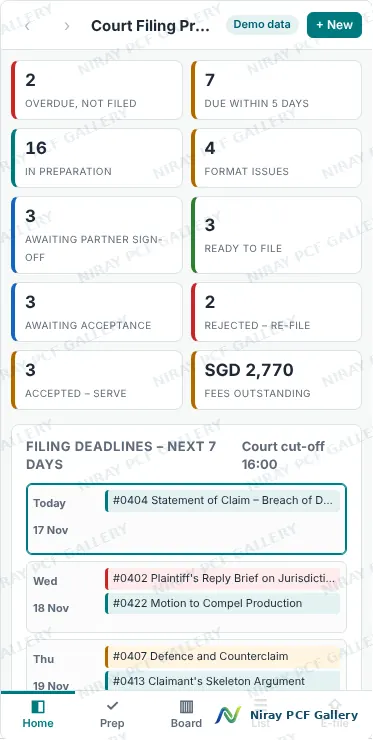 Court Filing Pr...
Demo data
+ New
2
OVERDUE, NOT FILED
7
DUE WITHIN 5 DAYS
16
IN PREPARATION
4
FORMAT ISSUES
3
AWAITING PARTNER SIGN-
OFF
3
READY TO FILE
3
AWAITING ACCEPTANCE
2
REJECTED – RE-FILE
3
ACCEPTED – SERVE
SGD 2,770
FEES OUTSTANDING
FILING DEADLINES – NEXT 7
DAYS
Court cut-off
16:00
Today
17 Nov
#0404 Statement of Claim – Breach of D...
Wed
18 Nov
#0402 Plaintiff's Reply Brief on Jurisdicti...
#0422 Motion to Compel Production
Thu
19 Nov
#0407 Defence and Counterclaim
#0413 Claimant's Skeleton Argument
Home
Prep
Board
List
E-file
Niray PCF Gallery
NIRAY PCF GALLERY